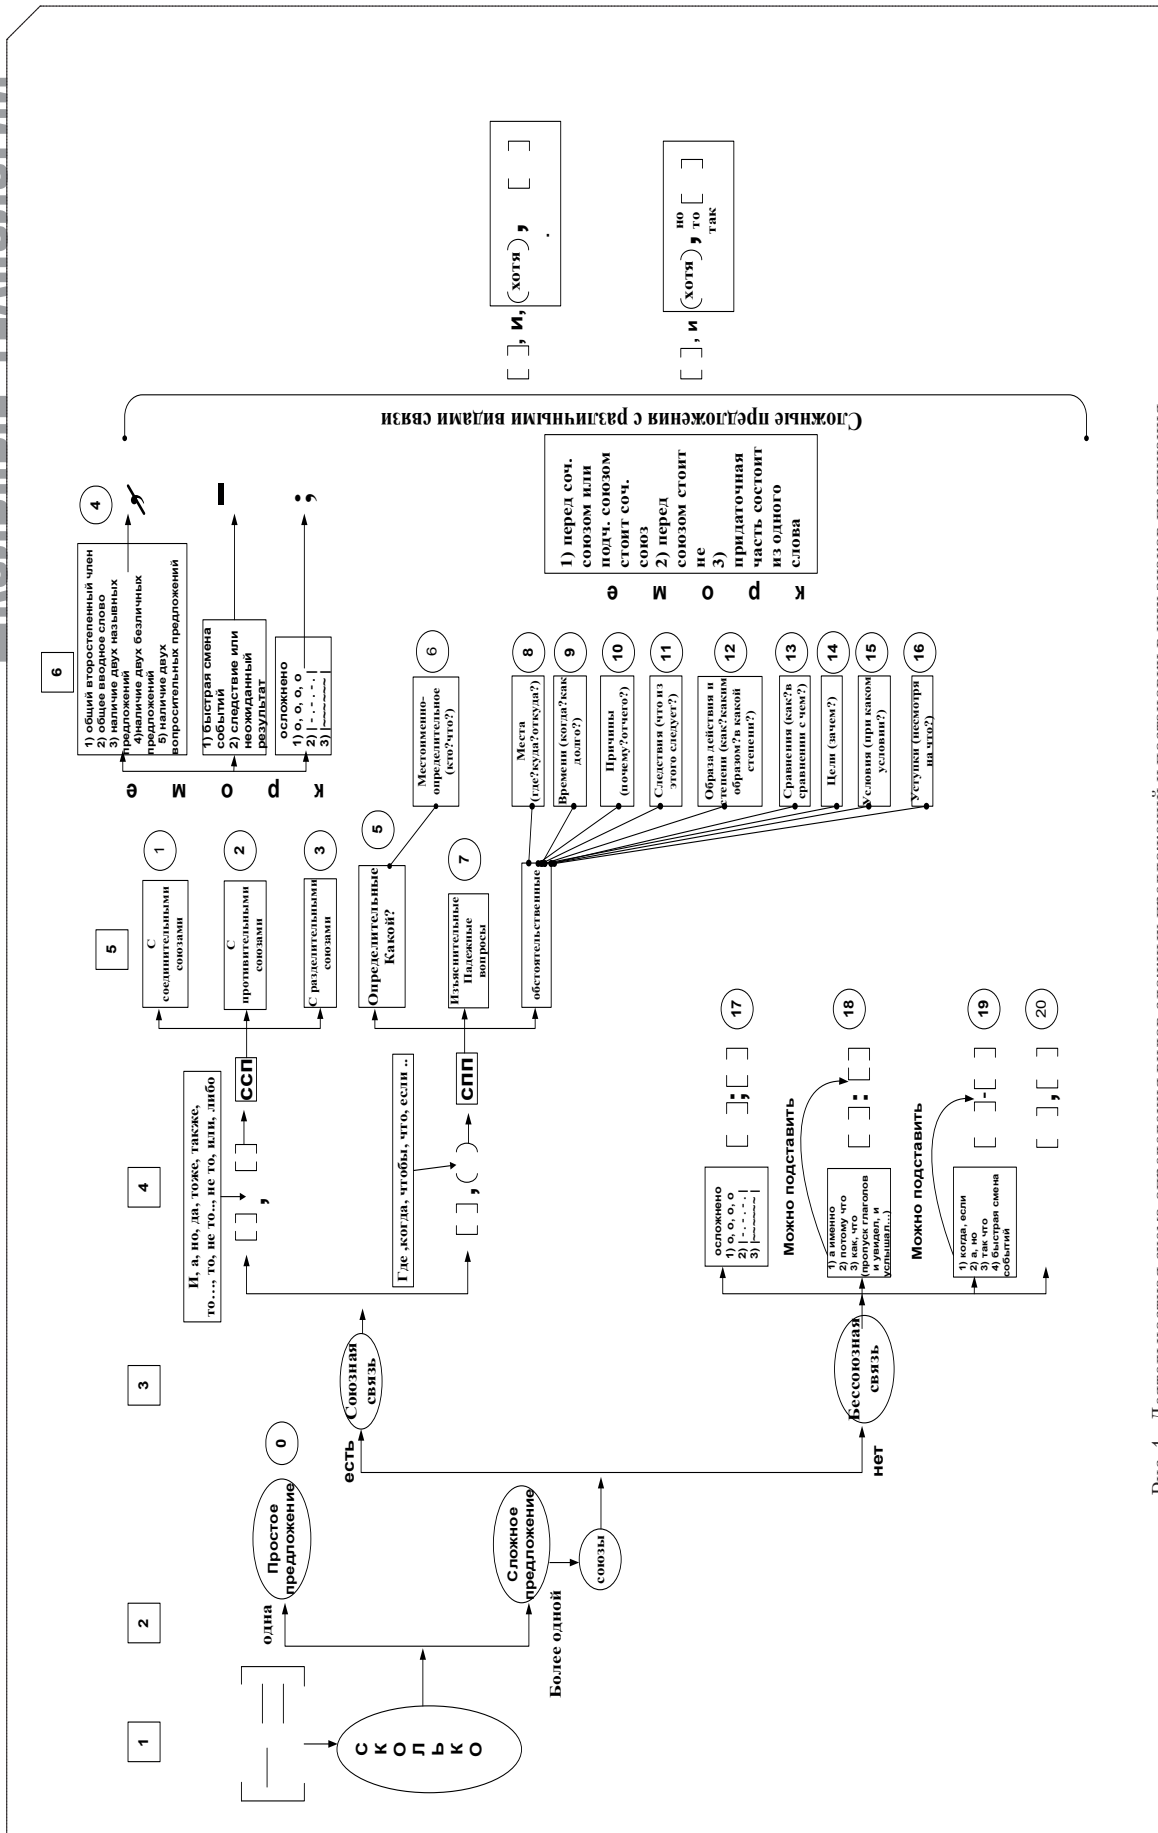 1
2
3
4
5
6
С
К
О
Л
Ь
К
О
одна
Более одной
Простое
предложение
0
Сложное
предложение
союзы
есть
нет
Союзная
связь
Бессоюзная
связь
И, а, но, да, тоже, также,
то…, то, не то.., не то, или, либо
[ ], [ ]
ССП
Где ,когда, чтобы, что, если ..
[ ], ( )
СПП
С
соединительными
союзами
1
С
противительными
союзами
2
С разделительными
союзами
3
к р о м е
1) общий второстепенный член
2) общее вводное слово
3) наличие двух назывных
предложений
4)наличие двух безличных
предложений
5) наличие двух
вопросительных предложений
4
,
1) быстрая смена
событий
2) следствие или
неожиданный
результат
–
осложнено
1) о, о, о, о
2) | - . - . - . |
3) |~~~~~~ |
;
Определительные
Какой?
5
Местоименно-
определительное
(кто?что?)
6
Изъяснительные
Падежные
вопросы
7
обстоятельственные
Места
(где?куда?откуда?)
8
Времени (когда?как
долго?)
9
Причины
(почему?отчего?)
10
Следствия (что из
этого следует?)
11
Образа действия и
степени (как?каким
образом?в какой
степени?)
12
Сравнения (как?в
сравнении с чем?)
13
Цели (зачем?)
14
Условия (при каком
условии?)
15
Уступки (несмотря
на что?)
16
к р о м е
1) перед соч.
союзом или
подч. союзом
стоит соч.
союз
2) перед
союзом стоит
не
3)
придаточная
часть состоит
из одного
слова
осложнено
1) о, о, о, о
2) | - . - . - . |
3) |~~~~~~ |
[ ]; [ ]
17
Можно подставить
1) а именно
2) потому что
3) как, что
(пропуск глаголов
и увидел, и
услышал...)
[ ]: [ ]
18
Можно подставить
1) когда, если
2) а, но
3) так что
4) быстрая смена
событий
[ ]- [ ]
19
[ ], [ ]
20
Сложные предложения с различными видами связи
[ ], и, (хотя), [ ]
.
[ ], и (хотя), но то так [ ]